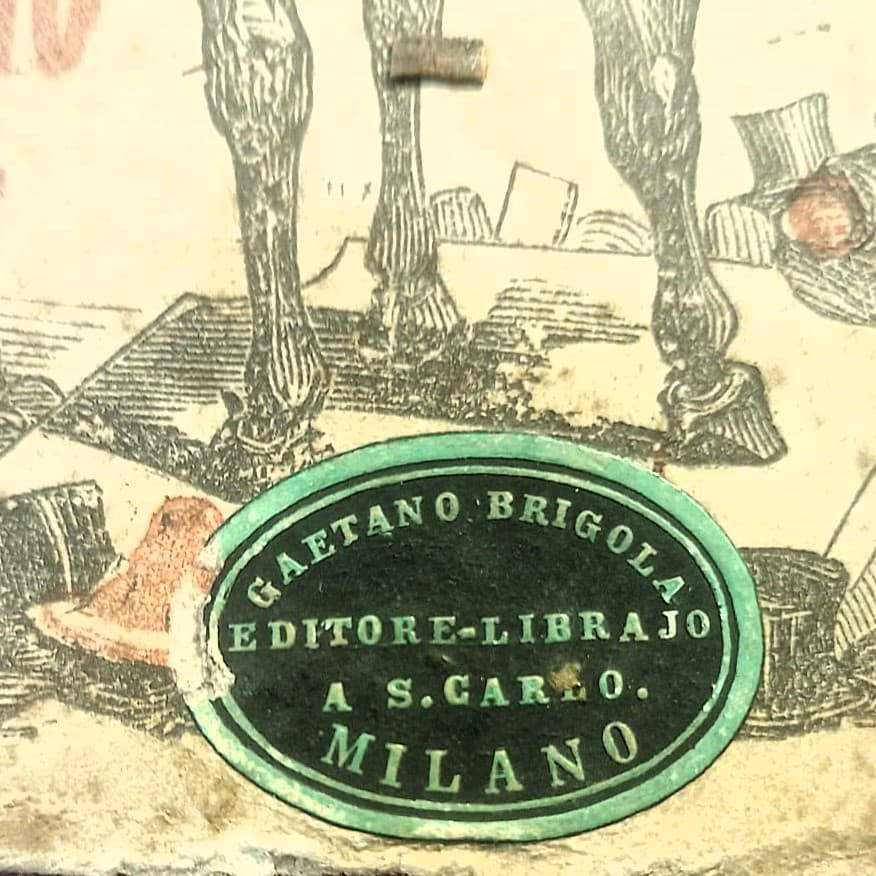 GAETANO BRIGOLA
EDITORE-LIBRAJO
A S. CARLO.
MILANO